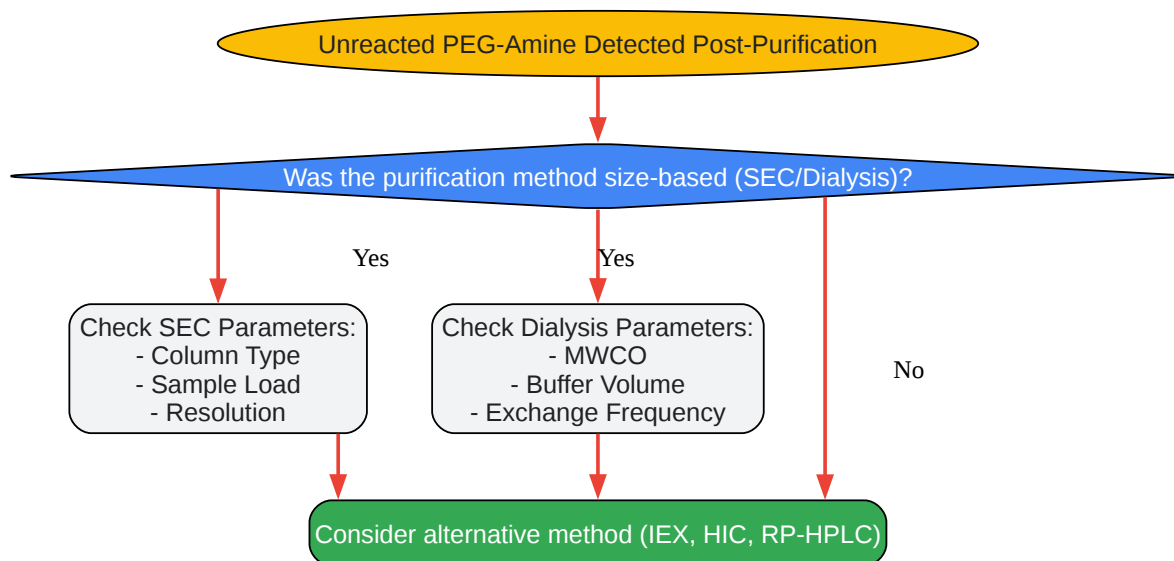 Unreacted PEG-Amine Detected Post-Purification
Was the purification method size-based (SEC/Dialysis)?
Yes
Yes
Check SEC Parameters:
- Column Type
- Sample Load
- Resolution
Check Dialysis Parameters:
- MWCO
- Buffer Volume
- Exchange Frequency
No
Consider alternative method (IEX, HIC, RP-HPLC)